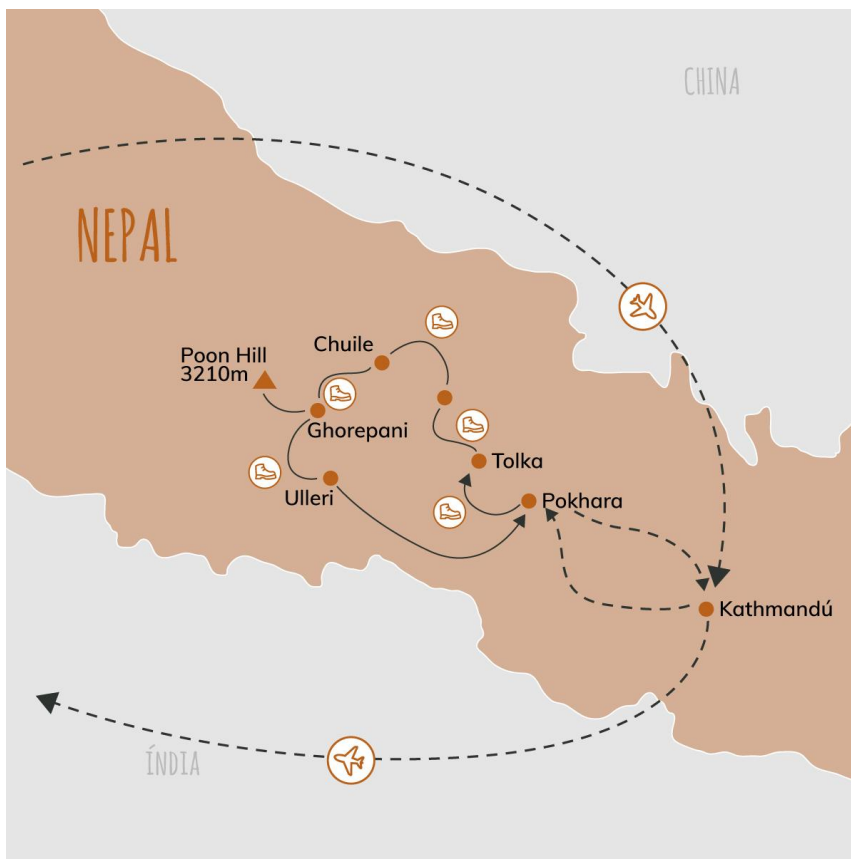 CHINA
NEPAL
Chuile
Poon Hill
3210m
Ghorepani
Tolka
Ulleri
Pokhara
Kathmandú
ÍNDIA